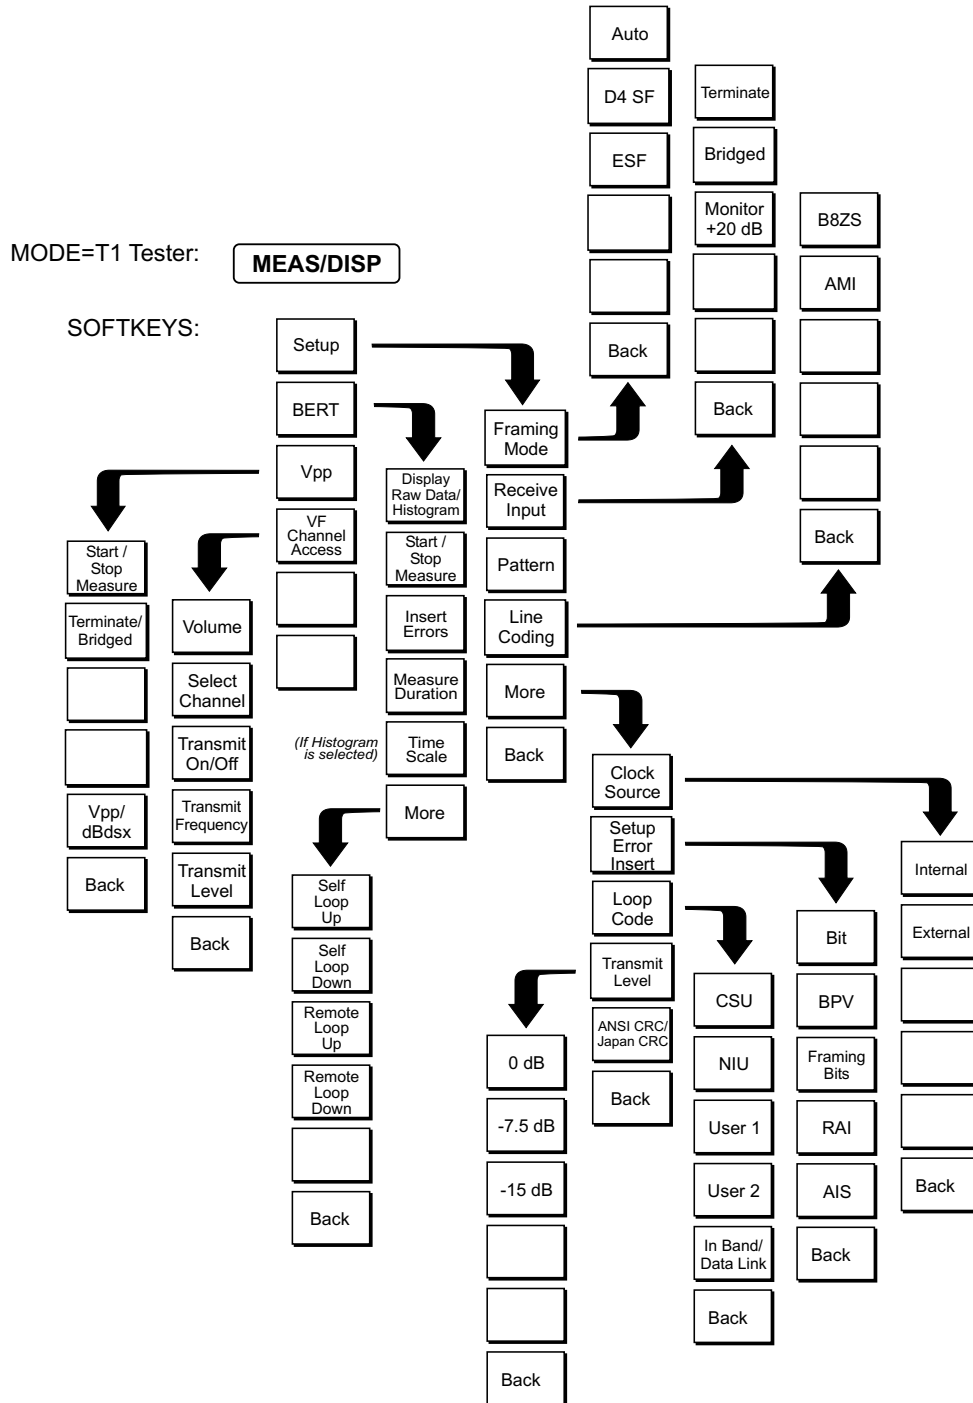 MODE=T1 Tester:
MEAS/DISP
SOFTKEYS:
Setup
BERT
Vpp
VF
Channel
Access
Start /
Stop
Measure
Terminate/
Bridged
Vpp/
dBdsx
Back
Volume
Select
Channel
Transmit
On/Off
Transmit
Frequency
Transmit
Level
Back
Display
Raw Data/
Histogram
Start /
Stop
Measure
Insert
Errors
Measure
Duration
(If Histogram
is selected)
Time
Scale
More
Self
Loop
Up
Self
Loop
Down
Remote
Loop
Up
Remote
Loop
Down
Back
Framing
Mode
Receive
Input
Pattern
Line
Coding
More
Back
Auto
D4 SF
ESF
Back
Terminate
Bridged
Monitor
+20 dB
Back
B8ZS
AMI
Back
Clock
Source
Setup
Error
Insert
Loop
Code
Transmit
Level
ANSI CRC/
Japan CRC
Back
0 dB
-7.5 dB
-15 dB
Back
CSU
NIU
User 1
User 2
In Band/
Data Link
Back
Bit
BPV
Framing
Bits
RAI
AIS
Back
Internal
External
Back